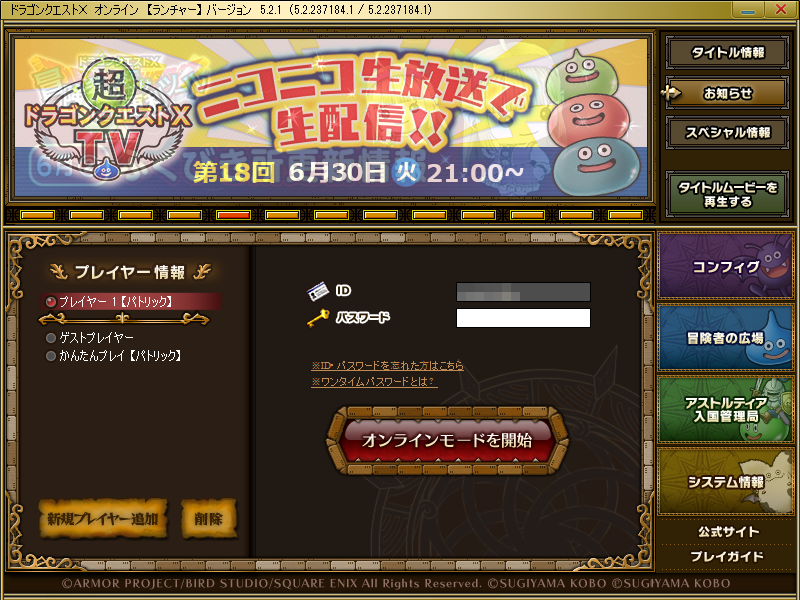 ドラゴンクエストX オンライン 【ランチャー】 バージョン 5.2.1 (5.2.237184.1 / 5.2.237184.1)
超
ドラゴンクエストX
TV
ニコニコ生放送で
生配信!!
第18回 6月30日 火 21:00~
タイトル情報
お知らせ
スペシャル情報
タイトルムービーを
再生する
プレイヤー情報
プレイヤー 1【パトリック】
ゲストプレイヤー
かんたんプレイ【パトリック】
新規プレイヤー追加
削除
ID
パスワード
※ID・パスワードを忘れた方はこちら
※ワンタイムパスワードとは?
オンラインモードを開始
コンフィグ
冒険者の広場
アストルティア
入国管理局
システム情報
公式サイト
プレイガイド
©ARMOR PROJECT/BIRD STUDIO/SQUARE ENIX All Rights Reserved. ©SUGIYAMA KOBO ©SUGIYAMA KOBO